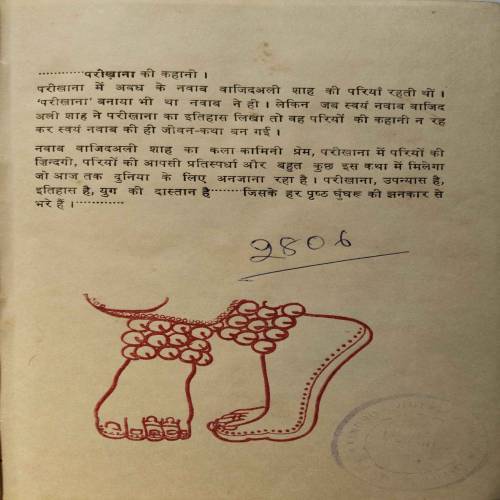 ..........परीखाना की कहानी ।
परीखाना में अवध के नवाब वाजिदअली शाह की परियाँ रहती थीं ।
'परीखाना' बनाया भी था नवाब ने ही । लेकिन जब स्वयं नवाब वाजिद
अली शाह ने परीखाना का इतिहास लिखा तो वह परियों की कहानी न रह
कर स्वयं नवाब की ही जीवन-कथा बन गई ।
नवाब वाजिदअली शाह का कला कामिनी प्रेम, परीखाना में परियों की
ज़िन्दगी, परियों की आपसी प्रतिस्पर्धा और बहुत कुछ इस कथा में मिलेगा
जो आज तक दुनिया के लिए अनजाना रहा है । परीखाना, उपन्यास है,
इतिहास है, युग की दास्तान है........जिसके हर पृष्ठ घुंघरू की झनकार से
भरे हैं ।............
2806